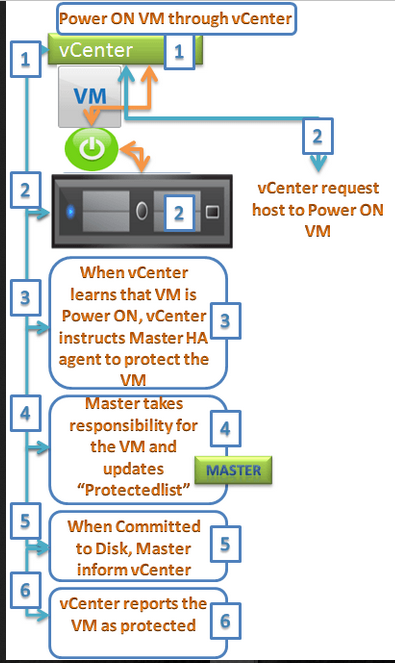 Power ON VM through vCenter
1
vCenter
1
VM
2
vCenter request
host to Power ON
VM
2
2
3
When vCenter
learns that VM is
Power ON, vCenter
instructs Master HA
agent to protect the
VM
3
4
Master takes
responsibility for
the VM and
updates
“Protectedlist”
4
MASTER
5
When Committed
to Disk, Master
inform vCenter
5
6
vCenter reports the
VM as protected
6